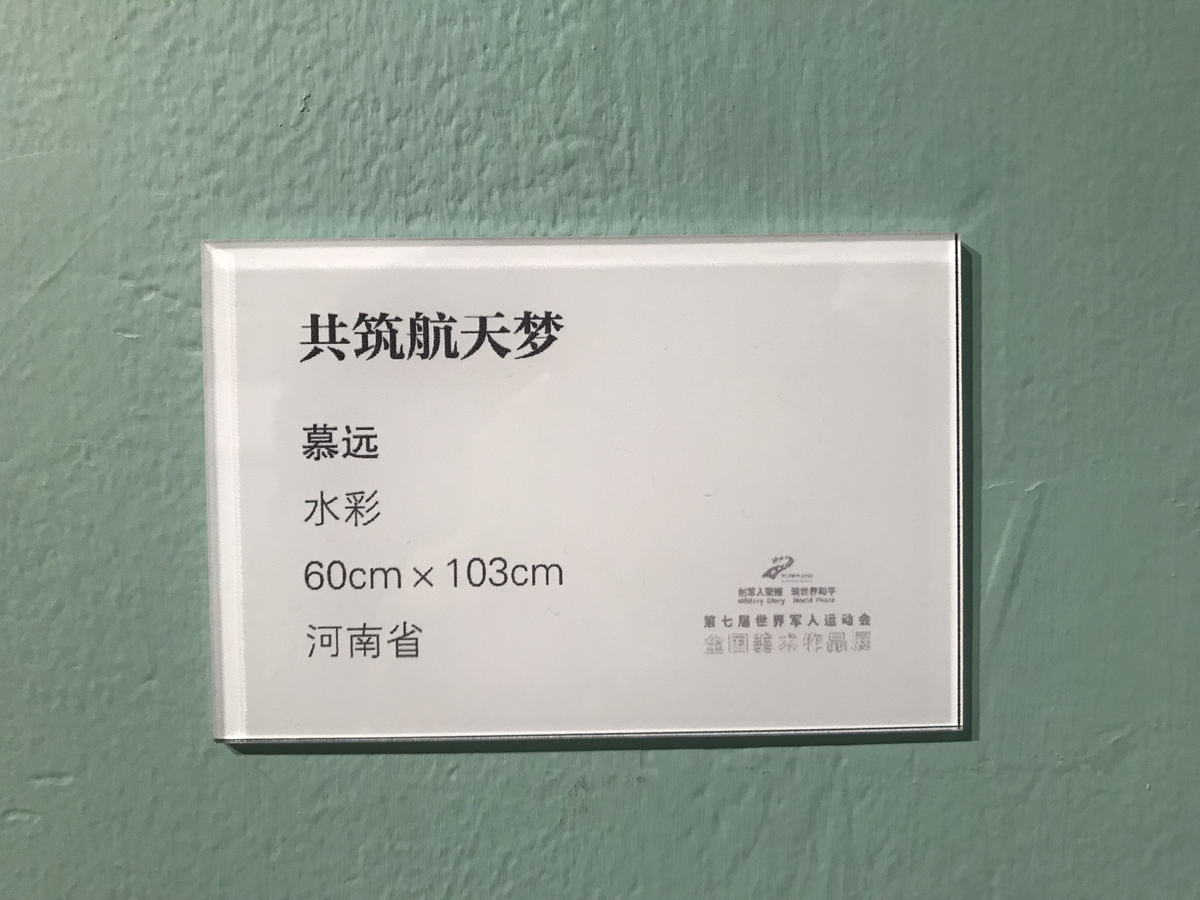 共筑航天梦
慕远
水彩
60cm×103cm
河南省
创军人荣耀 筑世界和平
Military Glory World Peace
第七届世界军人运动会
全国美术作品展